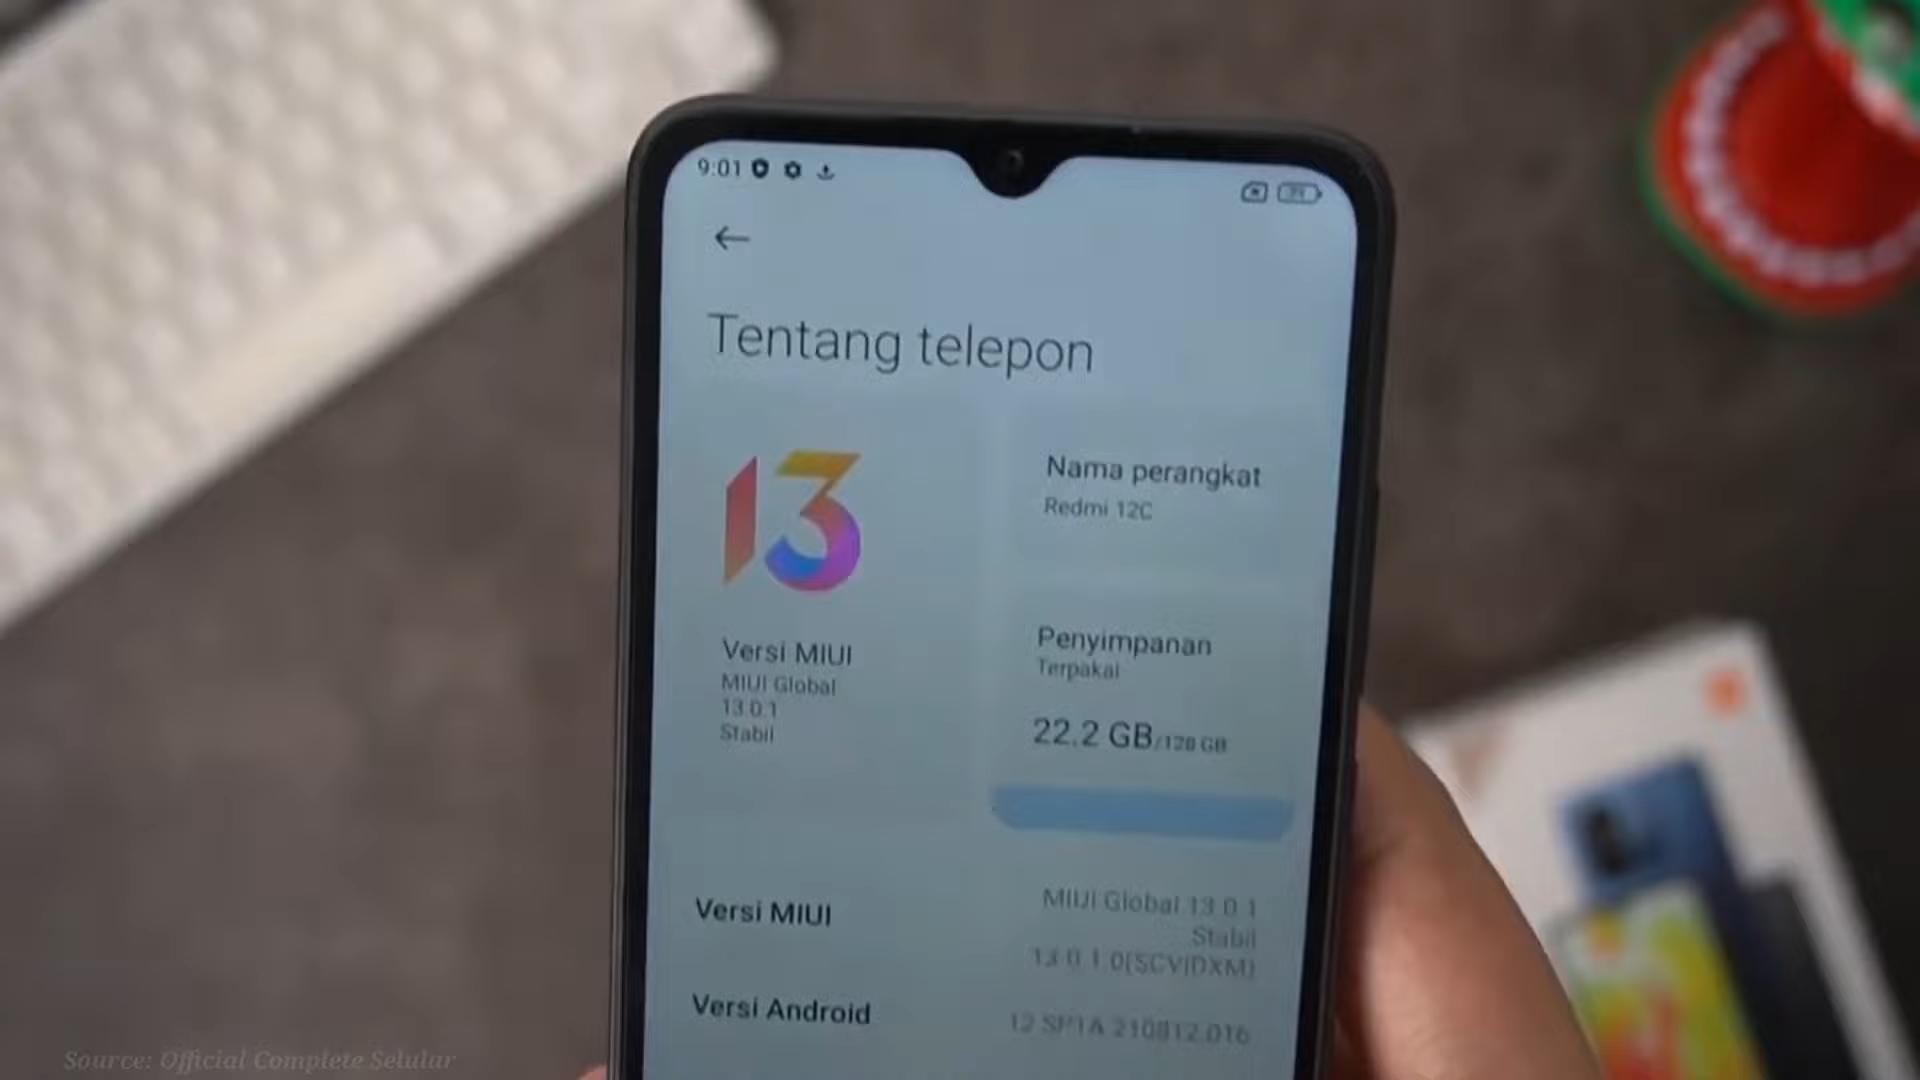 9:01
Tentang telepon
13
Nama perangkat
Redmi 12C
Versi MIUI
MIUI Global
13.0.1
Stabil
Penyimpanan
Terpakai
22.2 GB/128 GB
Versi MIUI
MIUI Global 13.0.1
Stabil
13.0.1.0(SCVIDXM)
Versi Android
12 SP1A.210812.016
Source: Official Complete Selular